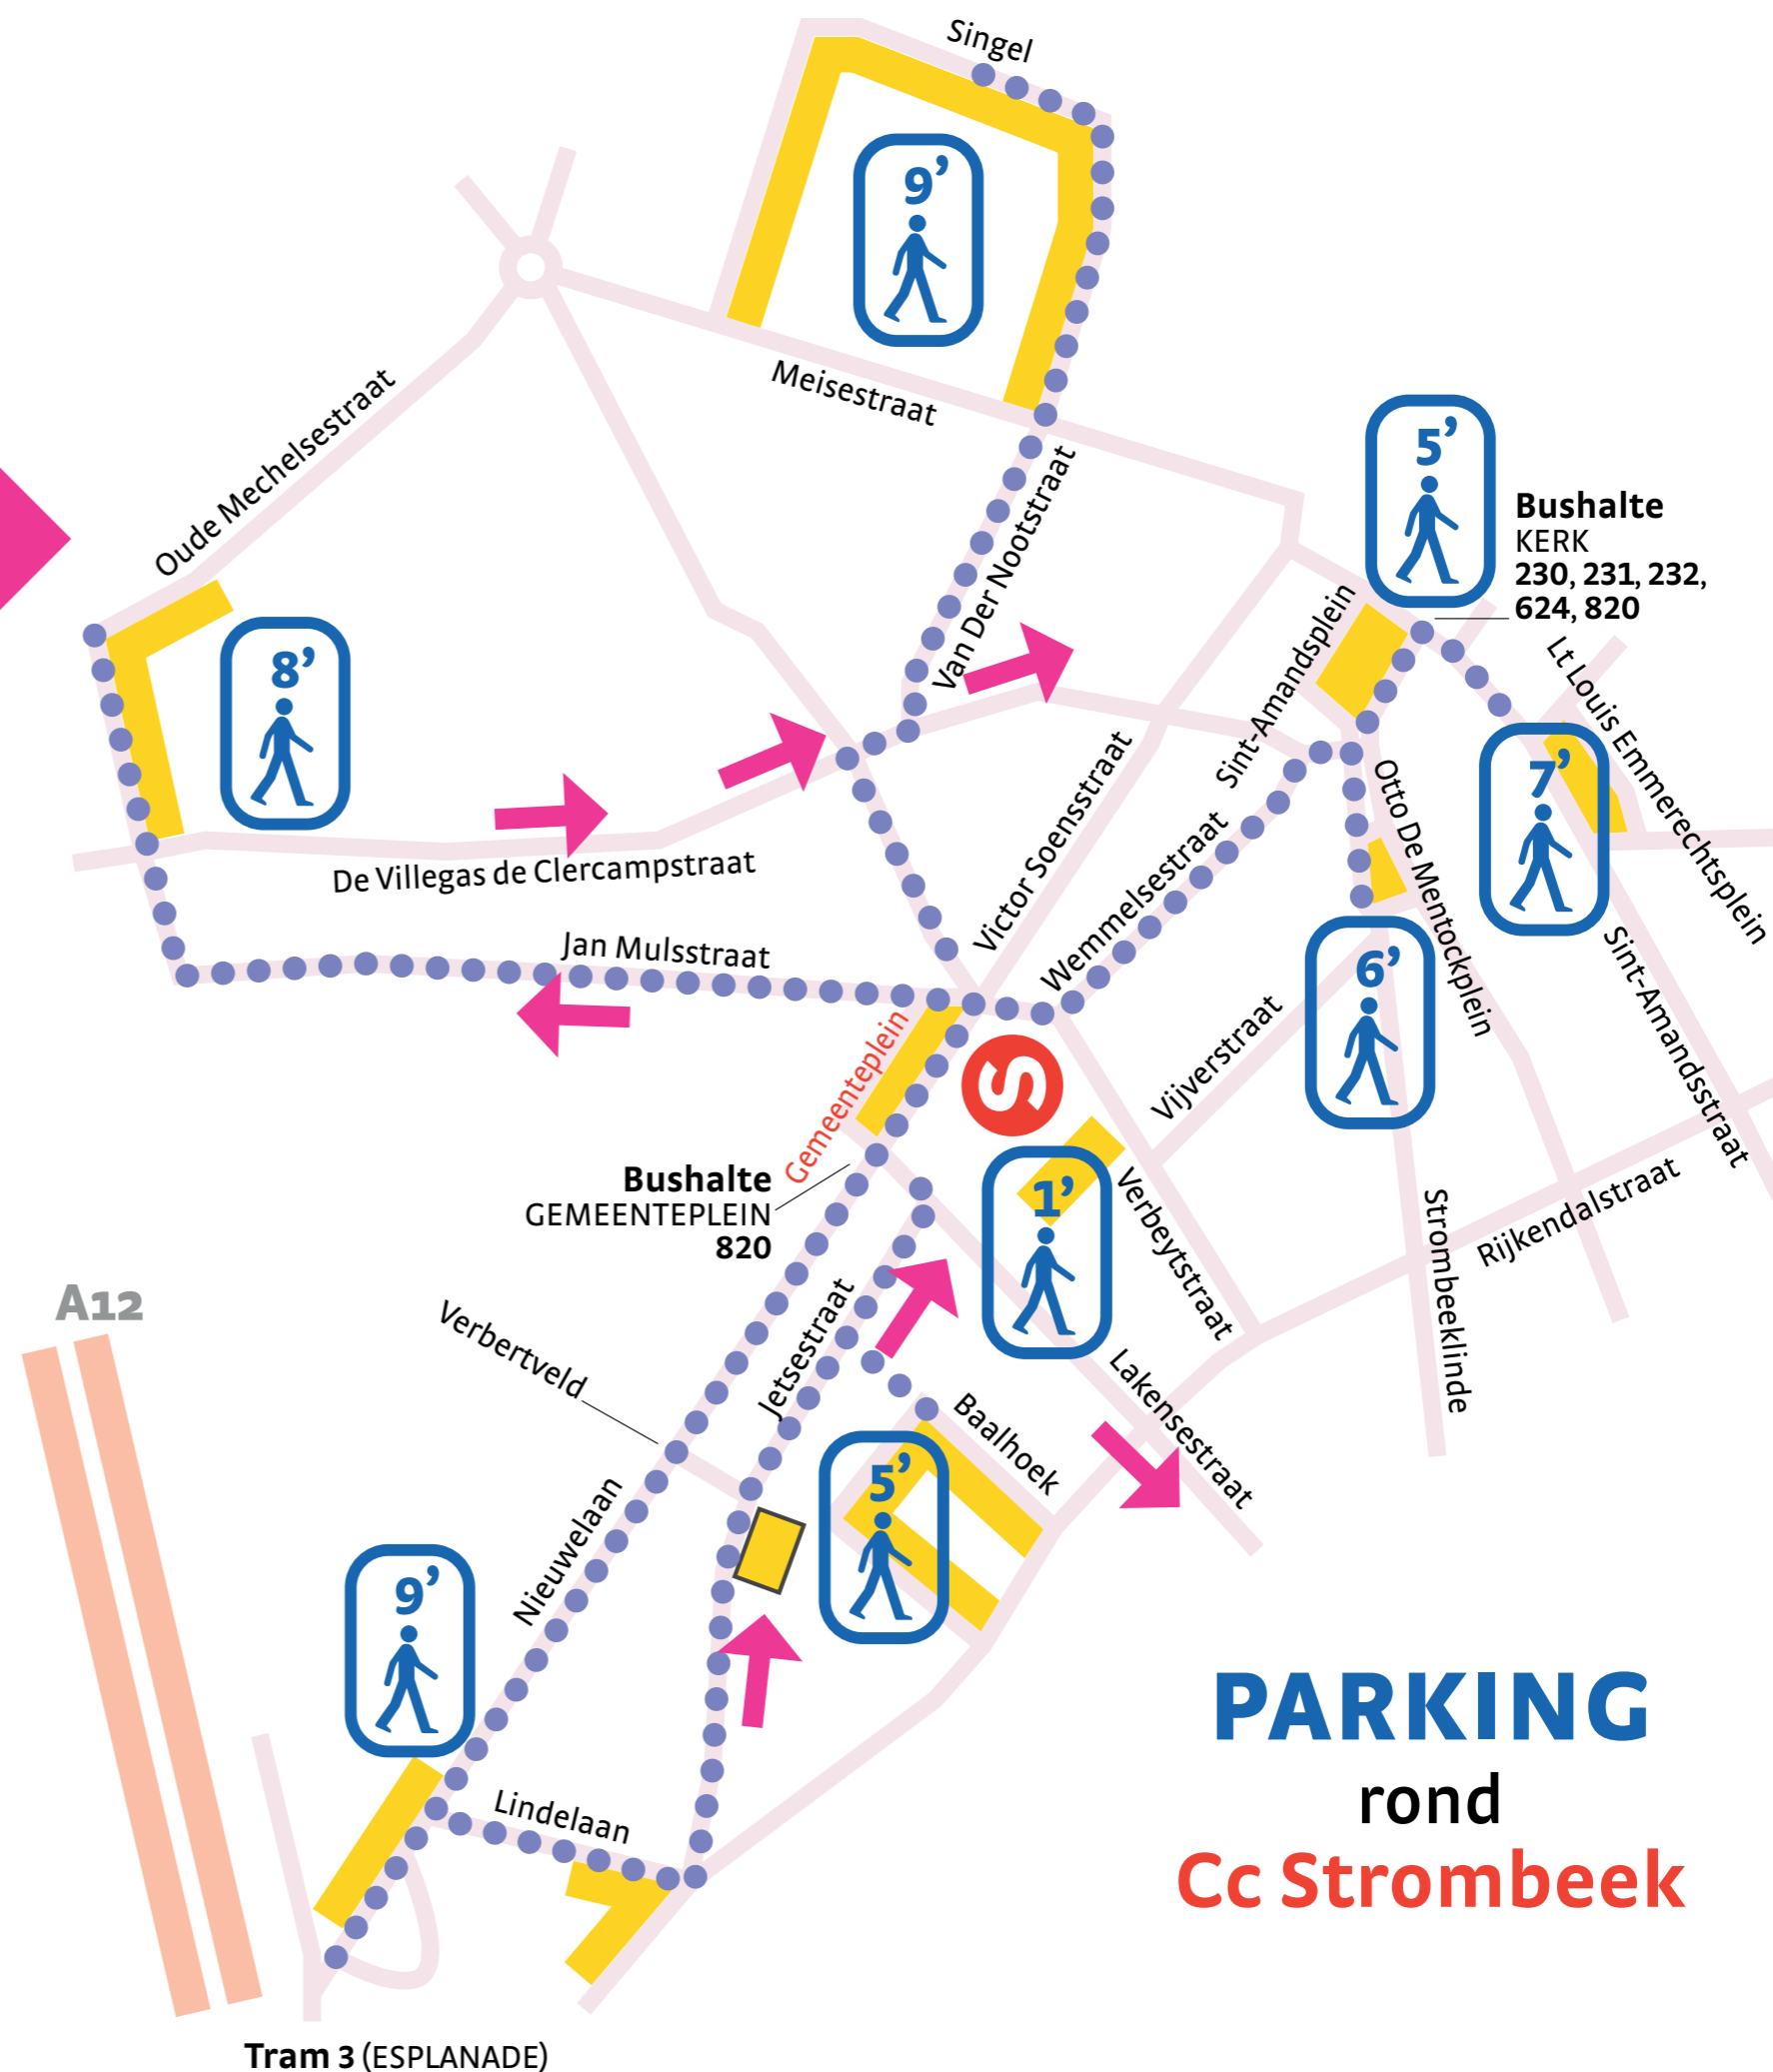 Singel
9’
Meisestraat
Oude Mechelsestraat
5’
Bushalte
KERK
230, 231, 232,
624, 820
Van Der Nootstraat
Sint-Amandsplein
Lt Louis Emmerechtsplein
8’
7’
De Villegas de Clercampstraat
Victor Soensstraat
Wemmelsestraat
Otto De Mentockplein
Jan Mulsstraat
6’
Sint-Amandsstraat
Gemeenteplein
S
Vijverstraat
Bushalte
GEMEENTEPLEIN
820
1’
Verbeytstraat
Strombeeklinde
Rijkendalstraat
A12
Verbertveld
Jetsestraat
Lakensestraat
Baalhoek
5’
Nieuwelaan
9’
Lindelaan
PARKING
rond
Cc Strombeek
Tram 3 (ESPLANADE)